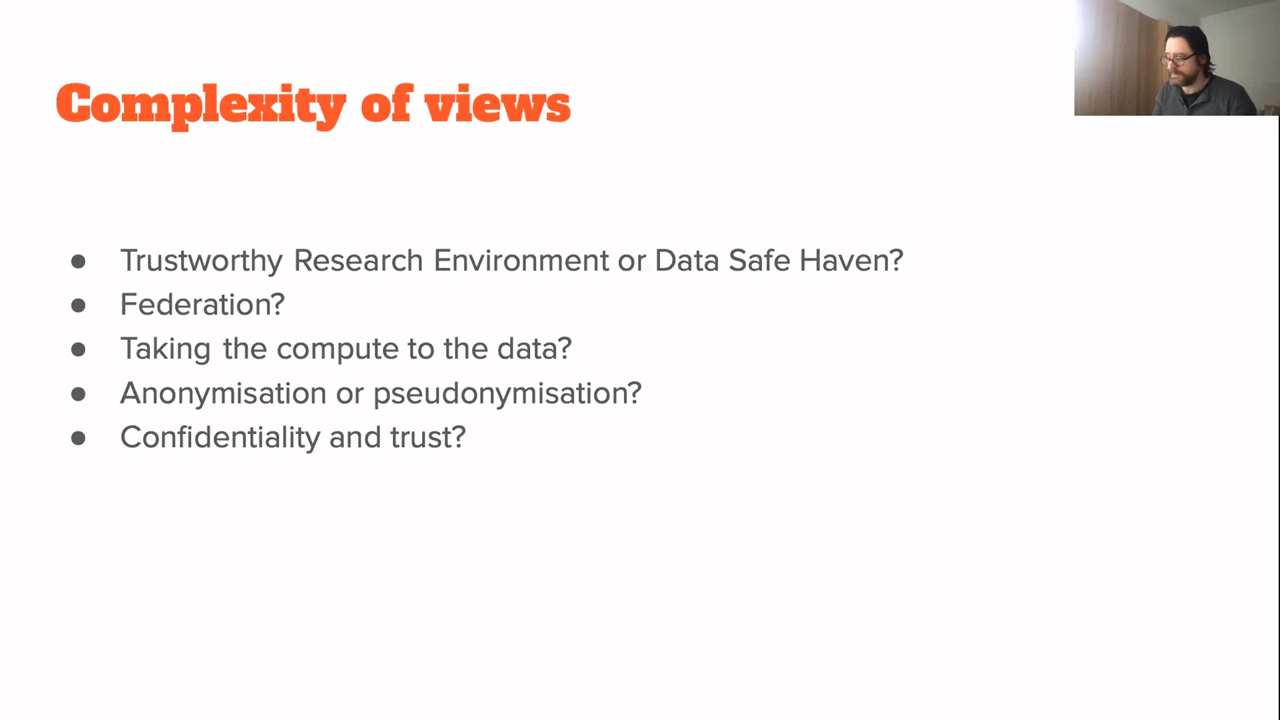 Complexity of views
● Trustworthy Research Environment or Data Safe Haven?
● Federation?
● Taking the compute to the data?
● Anonymisation or pseudonymisation?
● Confidentiality and trust?